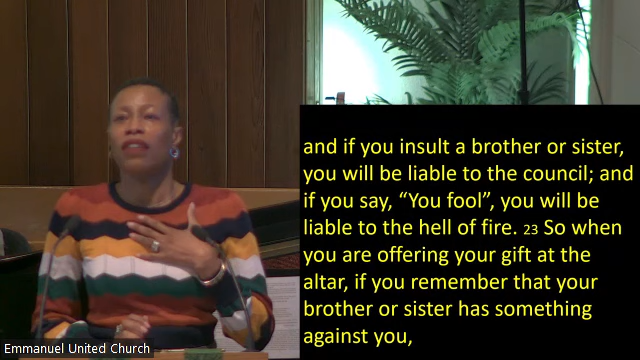 and if you insult a brother or sister,
you will be liable to the council; and
if you say, “You fool”, you will be
liable to the hell of fire. 23 So when
you are offering your gift at the
altar, if you remember that your
brother or sister has something
against you,
Emmanuel United Church